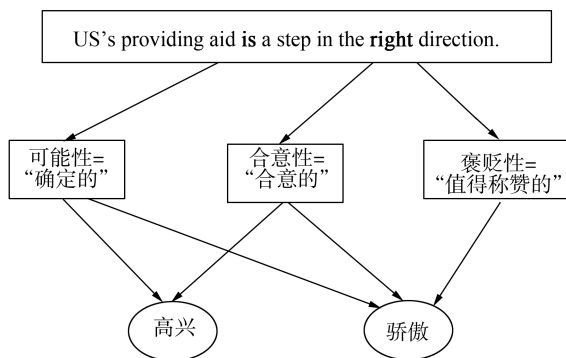 US's providing aid is a step in the right direction.
可能性=
“确定的”
合意性=
“合意的”
褒贬性=
“值得称赞的”
高兴
骄傲